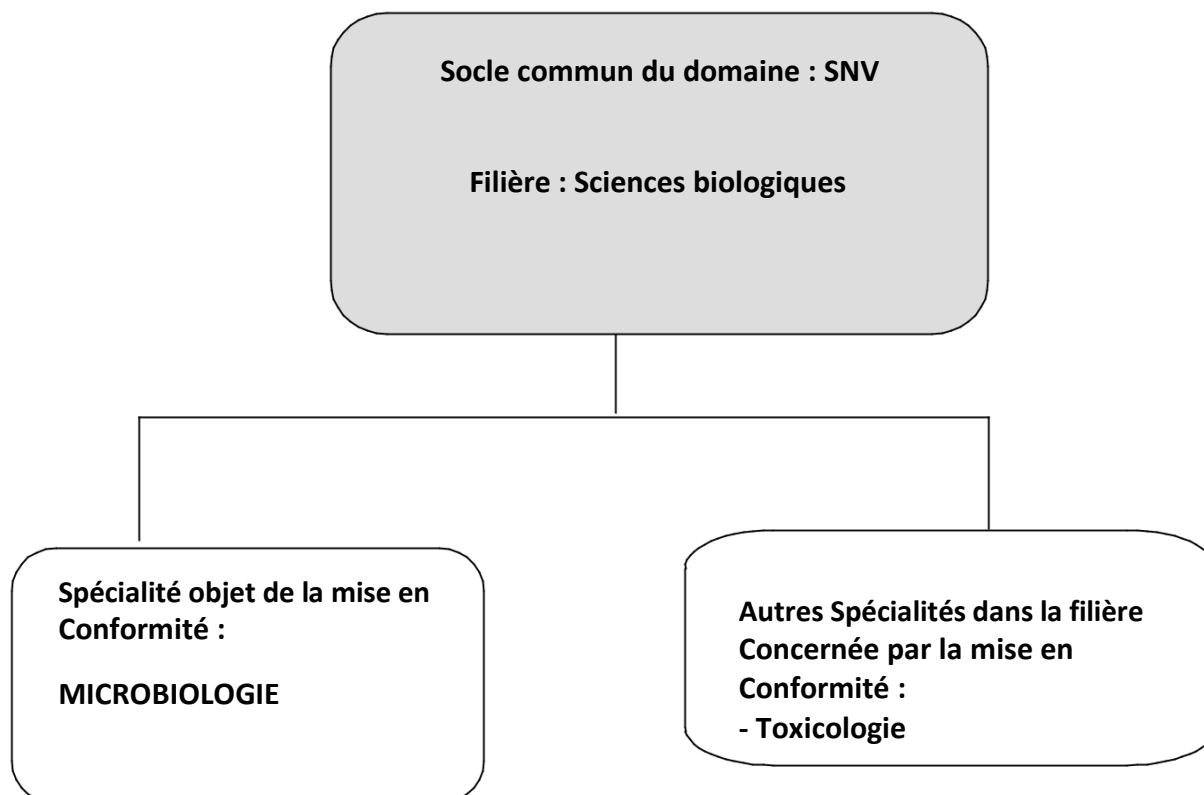 Socle commun du domaine : SNV
Filière : Sciences biologiques
Spécialité objet de la mise en
Conformité :
MICROBIOLOGIE
Autres Spécialités dans la filière
Concernée par la mise en
Conformité :
- Toxicologie